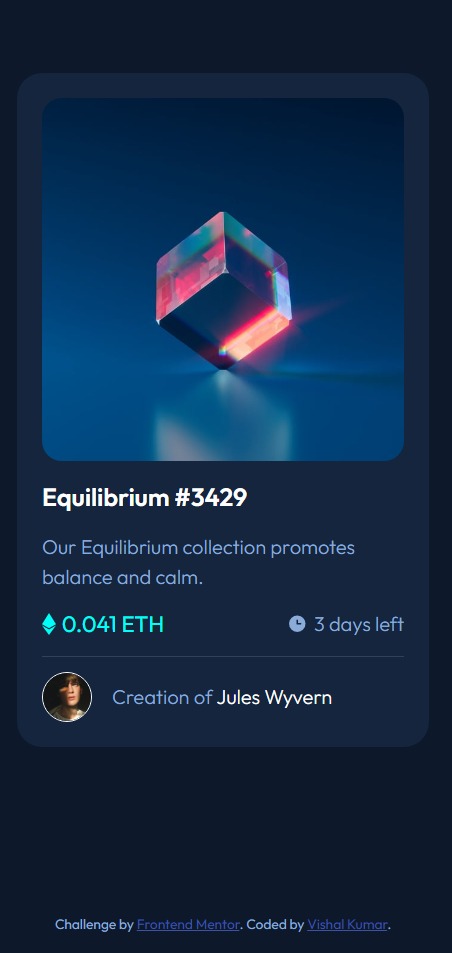 Equilibrium #3429
Our Equilibrium collection promotes
balance and calm.
0.041 ETH
3 days left
Creation of Jules Wyvern
Challenge by Frontend Mentor. Coded by Vishal Kumar.